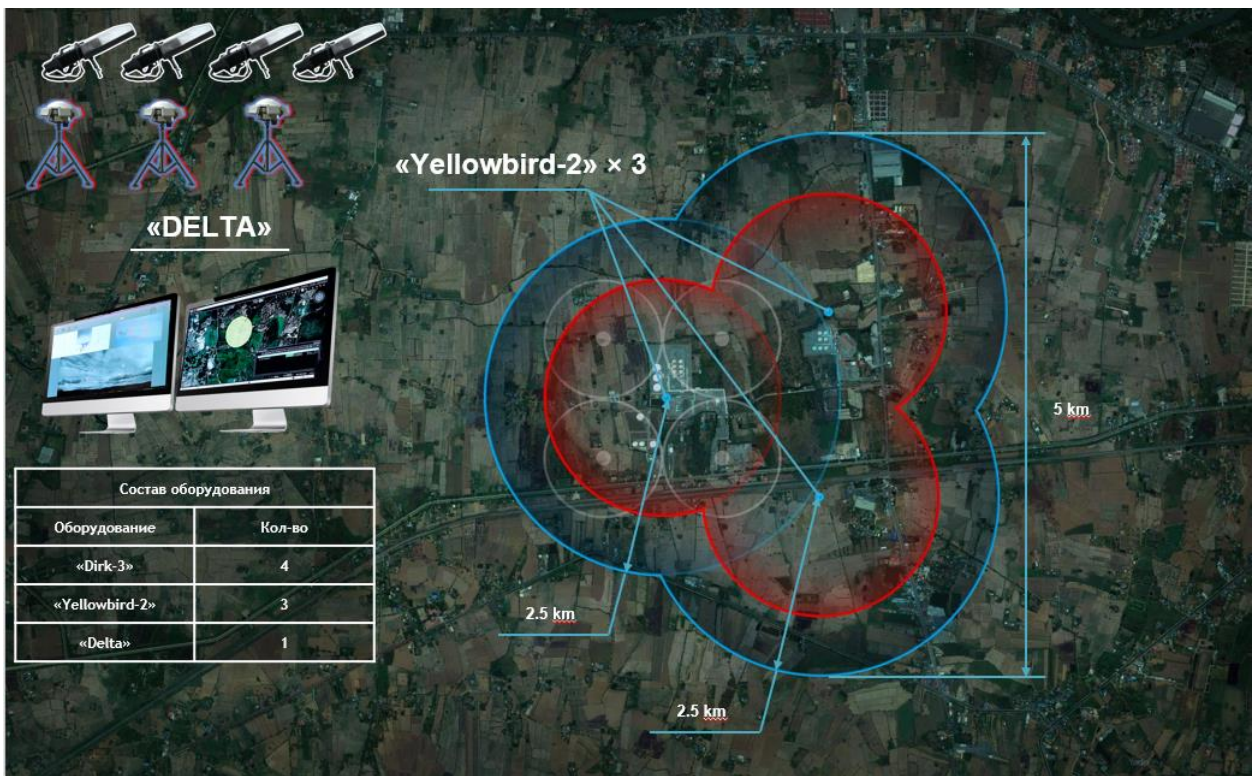 «Yellowbird-2» × 3
«DELTA»
5 km
Состав оборудования
Оборудование Кол-во
«Dirk-3» 4
«Yellowbird-2» 3
«Delta» 1
2.5 km
2.5 km